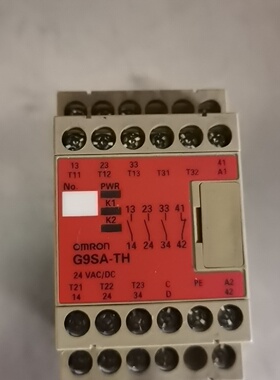 13 23 33 41
T11 T12 T13 T31 T32 A1
No. PWR
K1
K2
13 23 33 41
14 24 34 42
omron
G9SA-TH
24 VAC/DC
T21 T22 T23 C PE A2
14 24 34 D 42